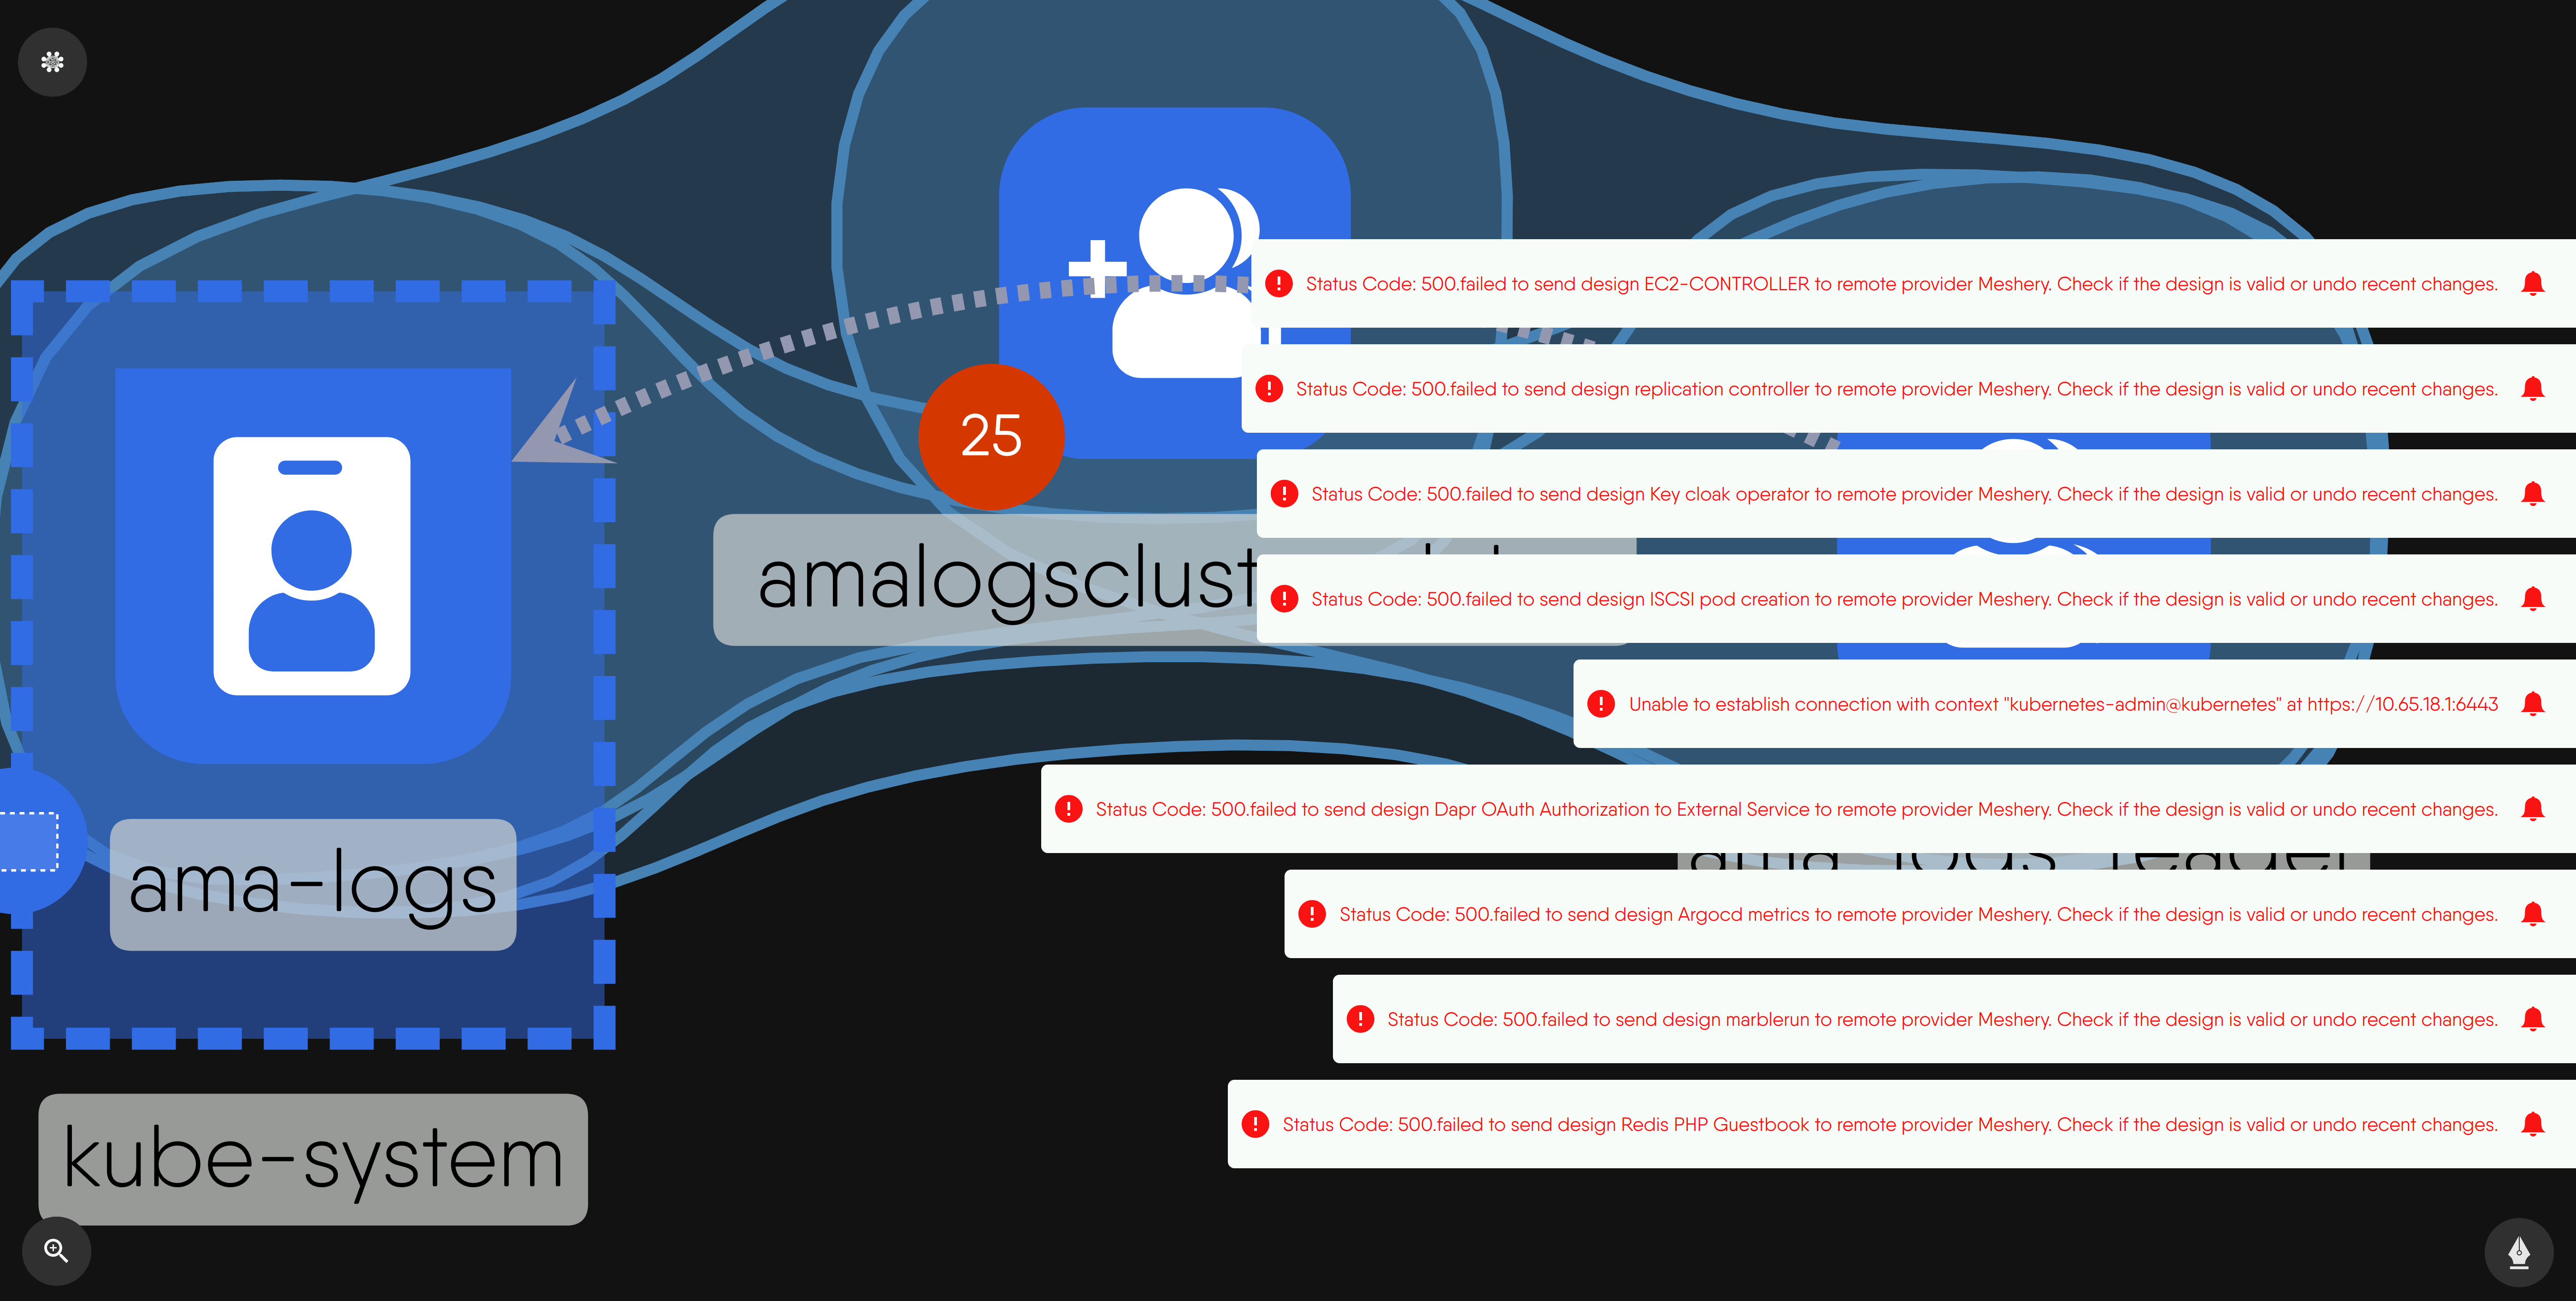 Status Code: 500.failed to send design EC2-CONTROLLER to remote provider Meshery. Check if the design is valid or undo recent changes.
Status Code: 500.failed to send design replication controller to remote provider Meshery. Check if the design is valid or undo recent changes.
25
Status Code: 500.failed to send design Key cloak operator to remote provider Meshery. Check if the design is valid or undo recent changes.
Status Code: 500.failed to send design ISCSI pod creation to remote provider Meshery. Check if the design is valid or undo recent changes.
Unable to establish connection with context "kubernetes-admin@kubernetes" at https://10.65.18.1:6443
Status Code: 500.failed to send design Dapr OAuth Authorization to External Service to remote provider Meshery. Check if the design is valid or undo recent changes.
ama-logs
Status Code: 500.failed to send design Argocd metrics to remote provider Meshery. Check if the design is valid or undo recent changes.
Status Code: 500.failed to send design marblerun to remote provider Meshery. Check if the design is valid or undo recent changes.
Status Code: 500.failed to send design Redis PHP Guestbook to remote provider Meshery. Check if the design is valid or undo recent changes.
kube-system